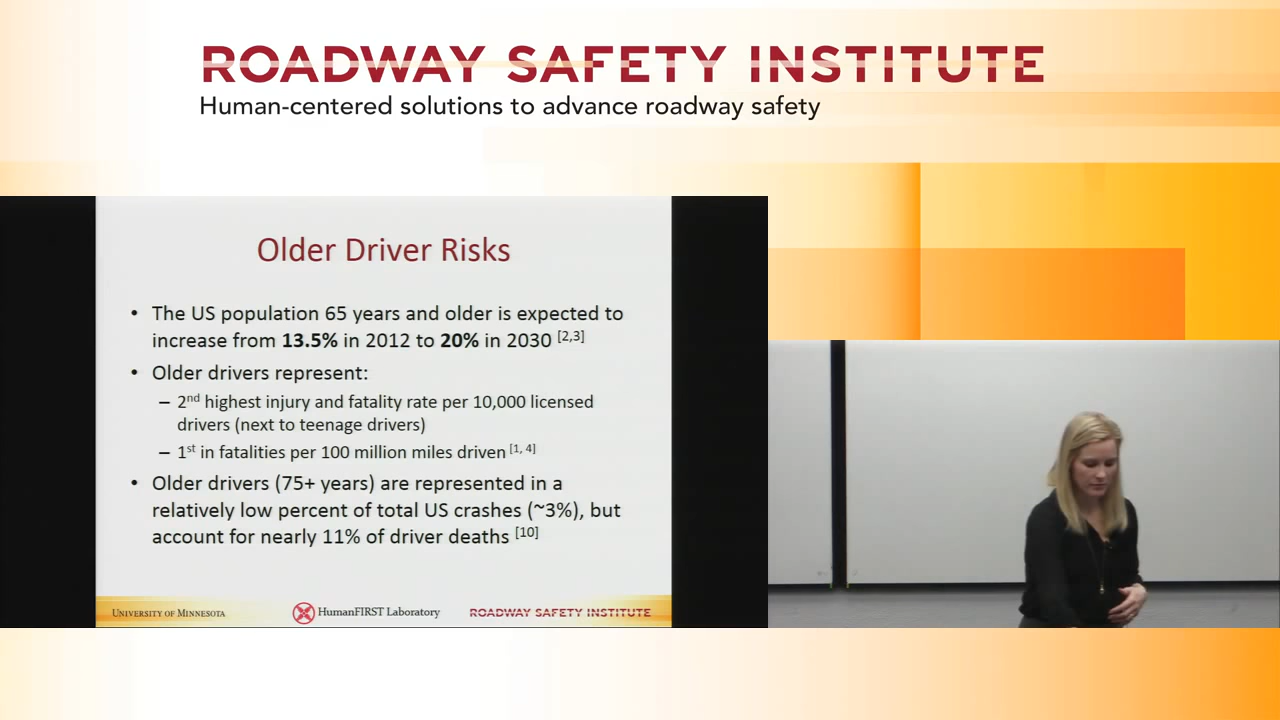 ROADWAY SAFETY INSTITUTE
Human-centered solutions to advance roadway safety
Older Driver Risks
• The US population 65 years and older is expected to
increase from 13.5% in 2012 to 20% in 2030 [2,3]
• Older drivers represent:
– 2nd highest injury and fatality rate per 10,000 licensed
drivers (next to teenage drivers)
– 1st in fatalities per 100 million miles driven [1, 4]
• Older drivers (75+ years) are represented in a
relatively low percent of total US crashes (~3%), but
account for nearly 11% of driver deaths [10]
UNIVERSITY OF MINNESOTA
HumanFIRST Laboratory
ROADWAY SAFETY INSTITUTE